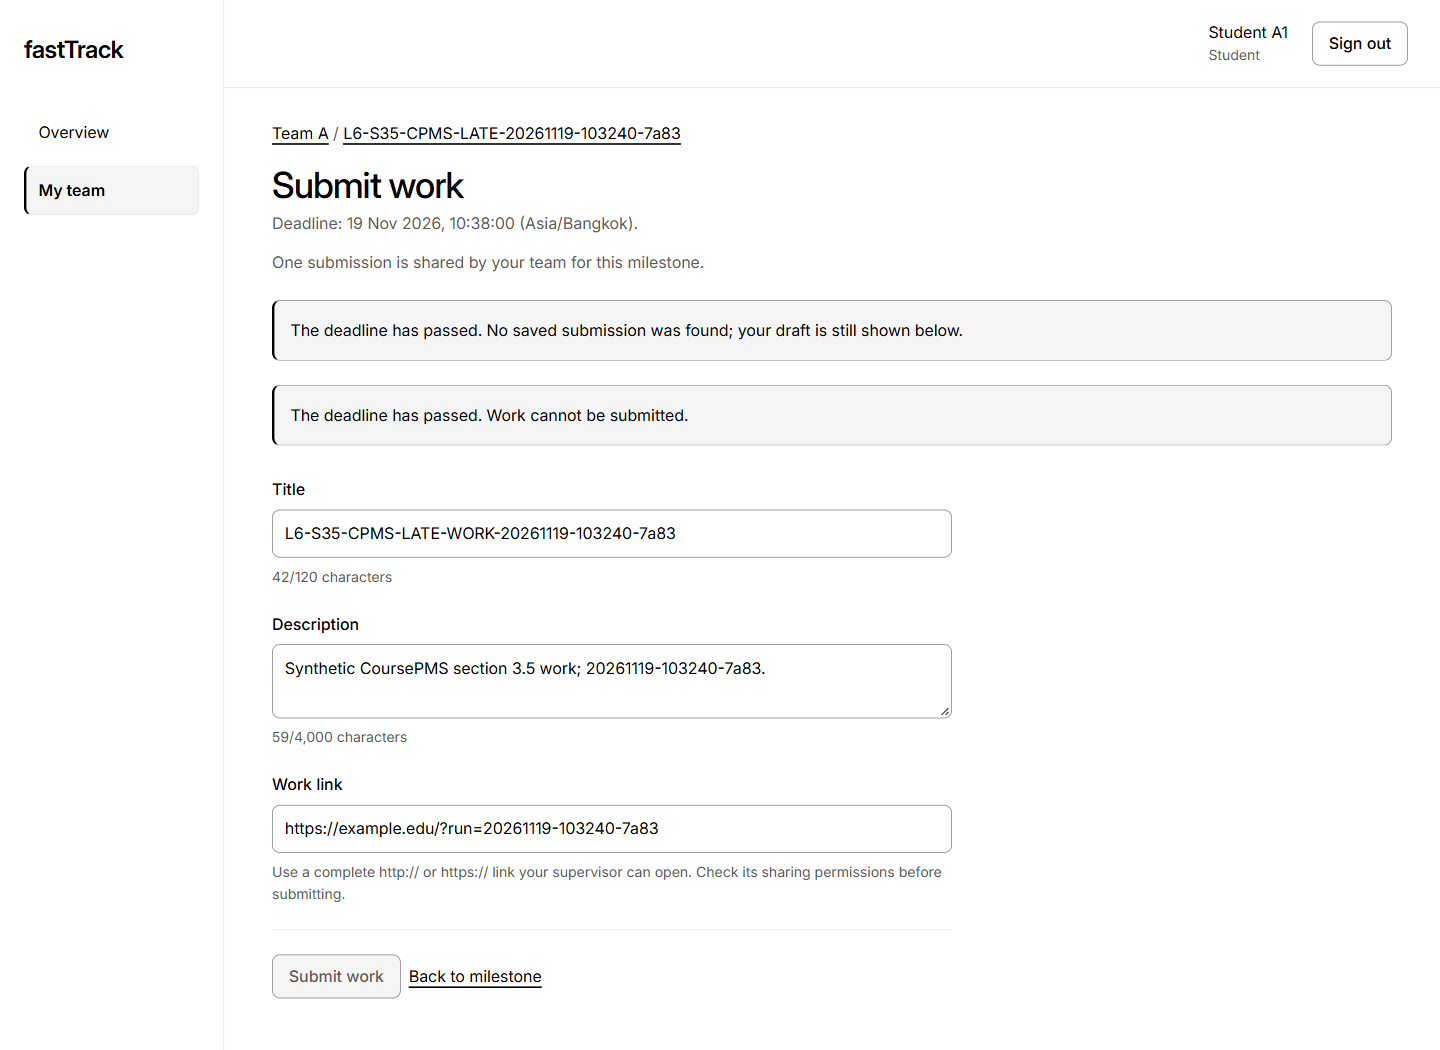 fastTrack
Student A1
Student
Sign out
Overview
My team
Team A / L6-S35-CPMS-LATE-20261119-103240-7a83
Submit work
Deadline: 19 Nov 2026, 10:38:00 (Asia/Bangkok).
One submission is shared by your team for this milestone.
The deadline has passed. No saved submission was found; your draft is still shown below.
The deadline has passed. Work cannot be submitted.
Title
L6-S35-CPMS-LATE-WORK-20261119-103240-7a83
42/120 characters
Description
Synthetic CoursePMS section 3.5 work; 20261119-103240-7a83.
59/4,000 characters
Work link
https://example.edu/?run=20261119-103240-7a83
Use a complete http:// or https:// link your supervisor can open. Check its sharing permissions before
submitting.
Submit work
Back to milestone